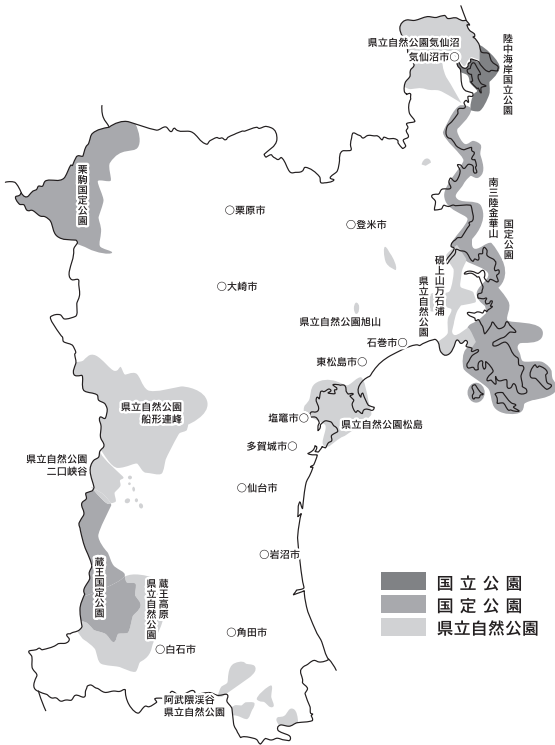 県立自然公園気仙沼
気仙沼市
陸中海岸国立公園
栗駒国定公園
栗原市
登米市
南三陸金華山
国定公園
大崎市
硯上山万石浦
県立自然公園
県立自然公園旭山
石巻市
東松島市
県立自然公園
船形連峰
塩竈市
県立自然公園松島
多賀城市
県立自然公園
二口峡谷
仙台市
岩沼市
蔵王国定公園
蔵王高原
県立自然公園
国立公園
国定公園
県立自然公園
角田市
白石市
阿武隈渓谷
県立自然公園